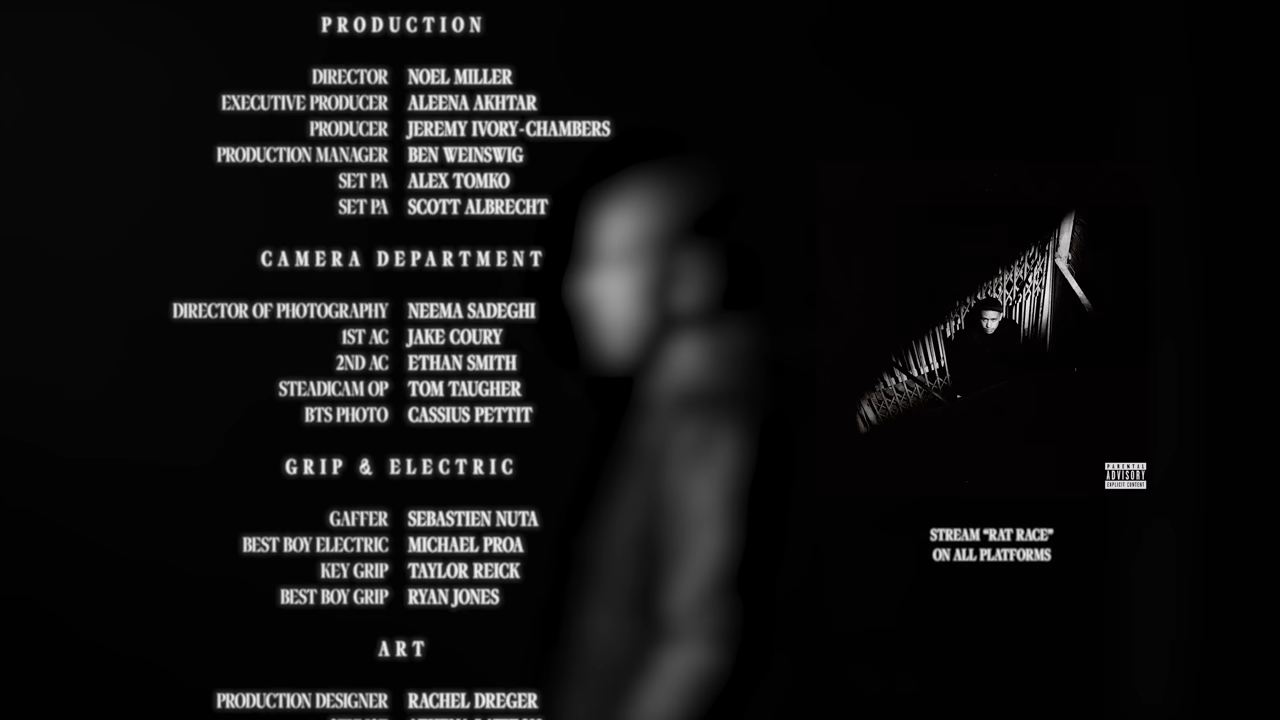 PRODUCTION
DIRECTOR NOEL MILLER
EXECUTIVE PRODUCER ALEENA AKHTAR
PRODUCER JEREMY IVORY-CHAMBERS
PRODUCTION MANAGER BEN WEINSWIG
SET PA ALEX TOMKO
SET PA SCOTT ALBRECHT
CAMERA DEPARTMENT
DIRECTOR OF PHOTOGRAPHY NEEMA SADEGHI
1ST AC JAKE COURY
2ND AC ETHAN SMITH
STEADICAM OP TOM TAUGHER
BTS PHOTO CASSIUS PETTIT
GRIP & ELECTRIC
GAFFER SEBASTIEN NUTA
BEST BOY ELECTRIC MICHAEL PROA
KEY GRIP TAYLOR REICK
BEST BOY GRIP RYAN JONES
ART
PRODUCTION DESIGNER RACHEL DREGER
PARENTAL
ADVISORY
EXPLICIT CONTENT
STREAM “RAT RACE”
ON ALL PLATFORMS